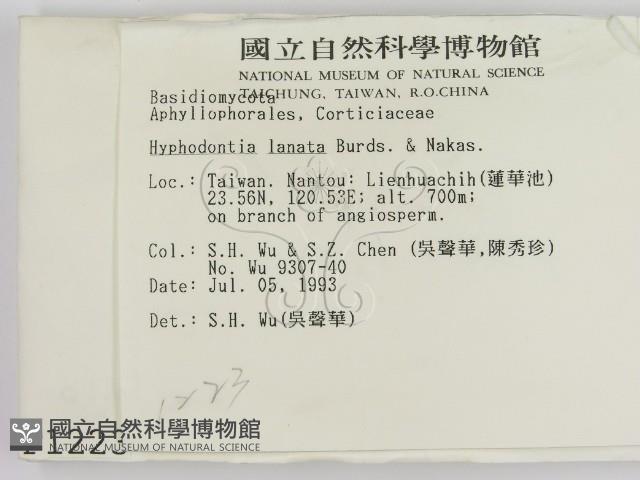 國立自然科學博物館
NATIONAL MUSEUM OF NATURAL SCIENCE
TAICHUNG, TAIWAN, R.O.CHINA
Basidiomycota
Aphyllophorales, Corticiaceae
Hyphodontia lanata Burds. & Nakas.
Loc.: Taiwan. Nantou: Lienhuachih(蓮華池)
23.56N, 120.53E; alt. 700m;
on branch of angiosperm.
Col.: S.H. Wu & S.Z. Chen (吳聲華,陳秀珍)
No. Wu 9307-40
Date: Jul. 05, 1993
Det.: S.H. Wu(吳聲華)
國立自然科學博物館
NATIONAL MUSEUM OF NATURAL SCIENCE